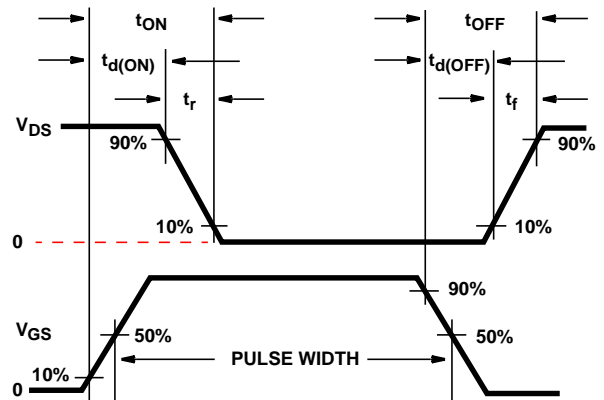 tON tOFF
td(ON) td(OFF)
tr tf
VDS
90% 90%
10% 10%
0
90%
VGS 50% 50%
PULSE WIDTH
10%
0